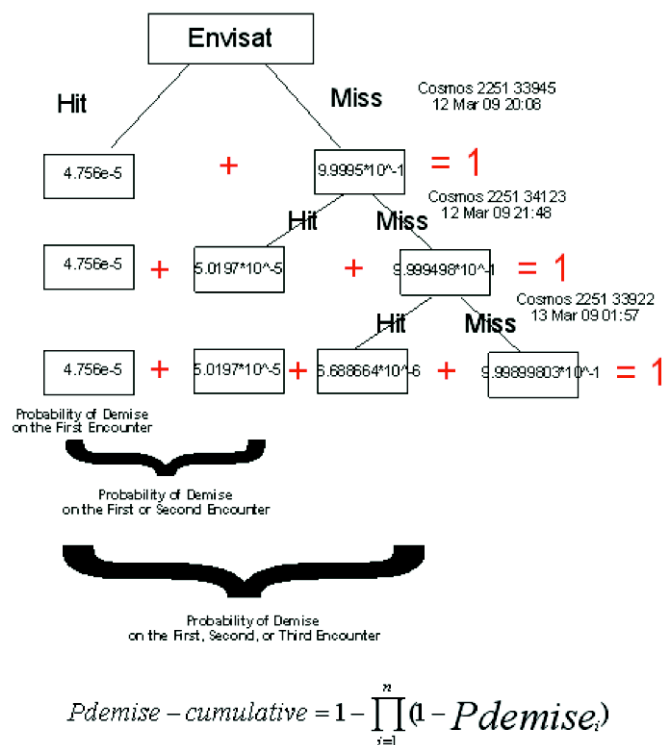 Envisat
Hit
Miss
Cosmos 2251 33945
12 Mar 09 20:08
4.756e-5
+
9.9995*10^-1
= 1
Cosmos 2251 34123
12 Mar 09 21:48
Hit
Miss
4.756e-5
+
5.0197*10^-5
+
9.999498*10^-1
= 1
Cosmos 2251 33922
13 Mar 09 01:57
Hit
Miss
4.756e-5
+
5.0197*10^-5
+
6.688664*10^-6
+
9.99899803*10^-1
= 1
Probability of Demise
on the First Encounter
Probability of Demise
on the First or Second Encounter
Probability of Demise
on the First, Second, or Third Encounter
Pdemise – cumulative = 1 – ∏ⁿᵢ₌₁(1 – Pdemiseᵢ)